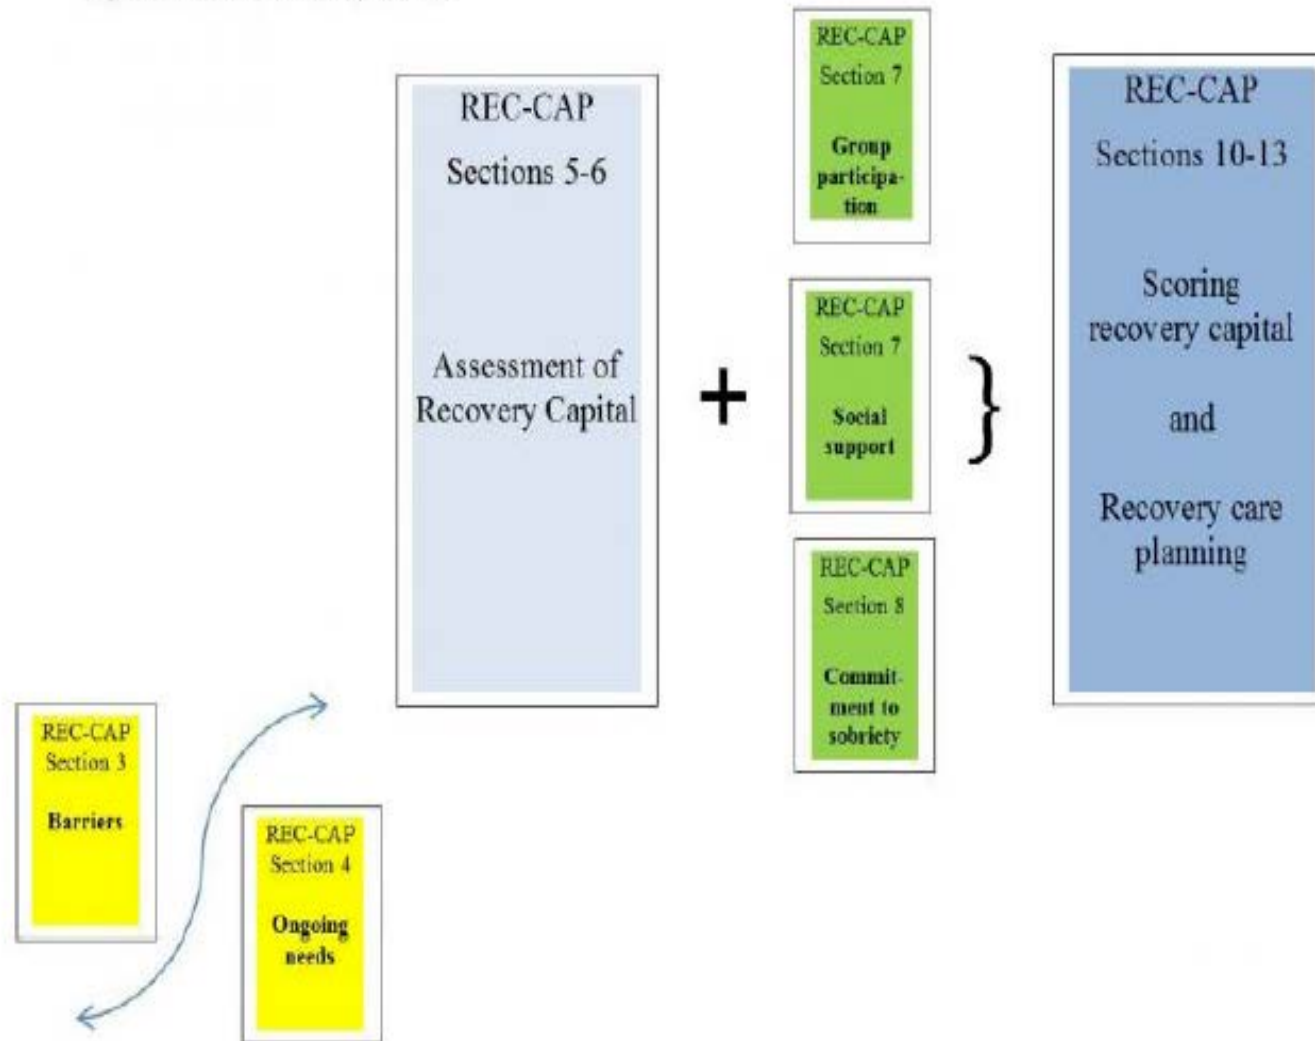 REC-CAP
Sections 5-6
Assessment of
Recovery Capital
+
REC-CAP
Section 7
Group
participa-
tion
REC-CAP
Section 7
Social
support
REC-CAP
Section 8
Commit-
ment to
sobriety
}
REC-CAP
Sections 10-13
Scoring
recovery capital
and
Recovery care
planning
REC-CAP
Section 3
Barriers
REC-CAP
Section 4
Ongoing
needs